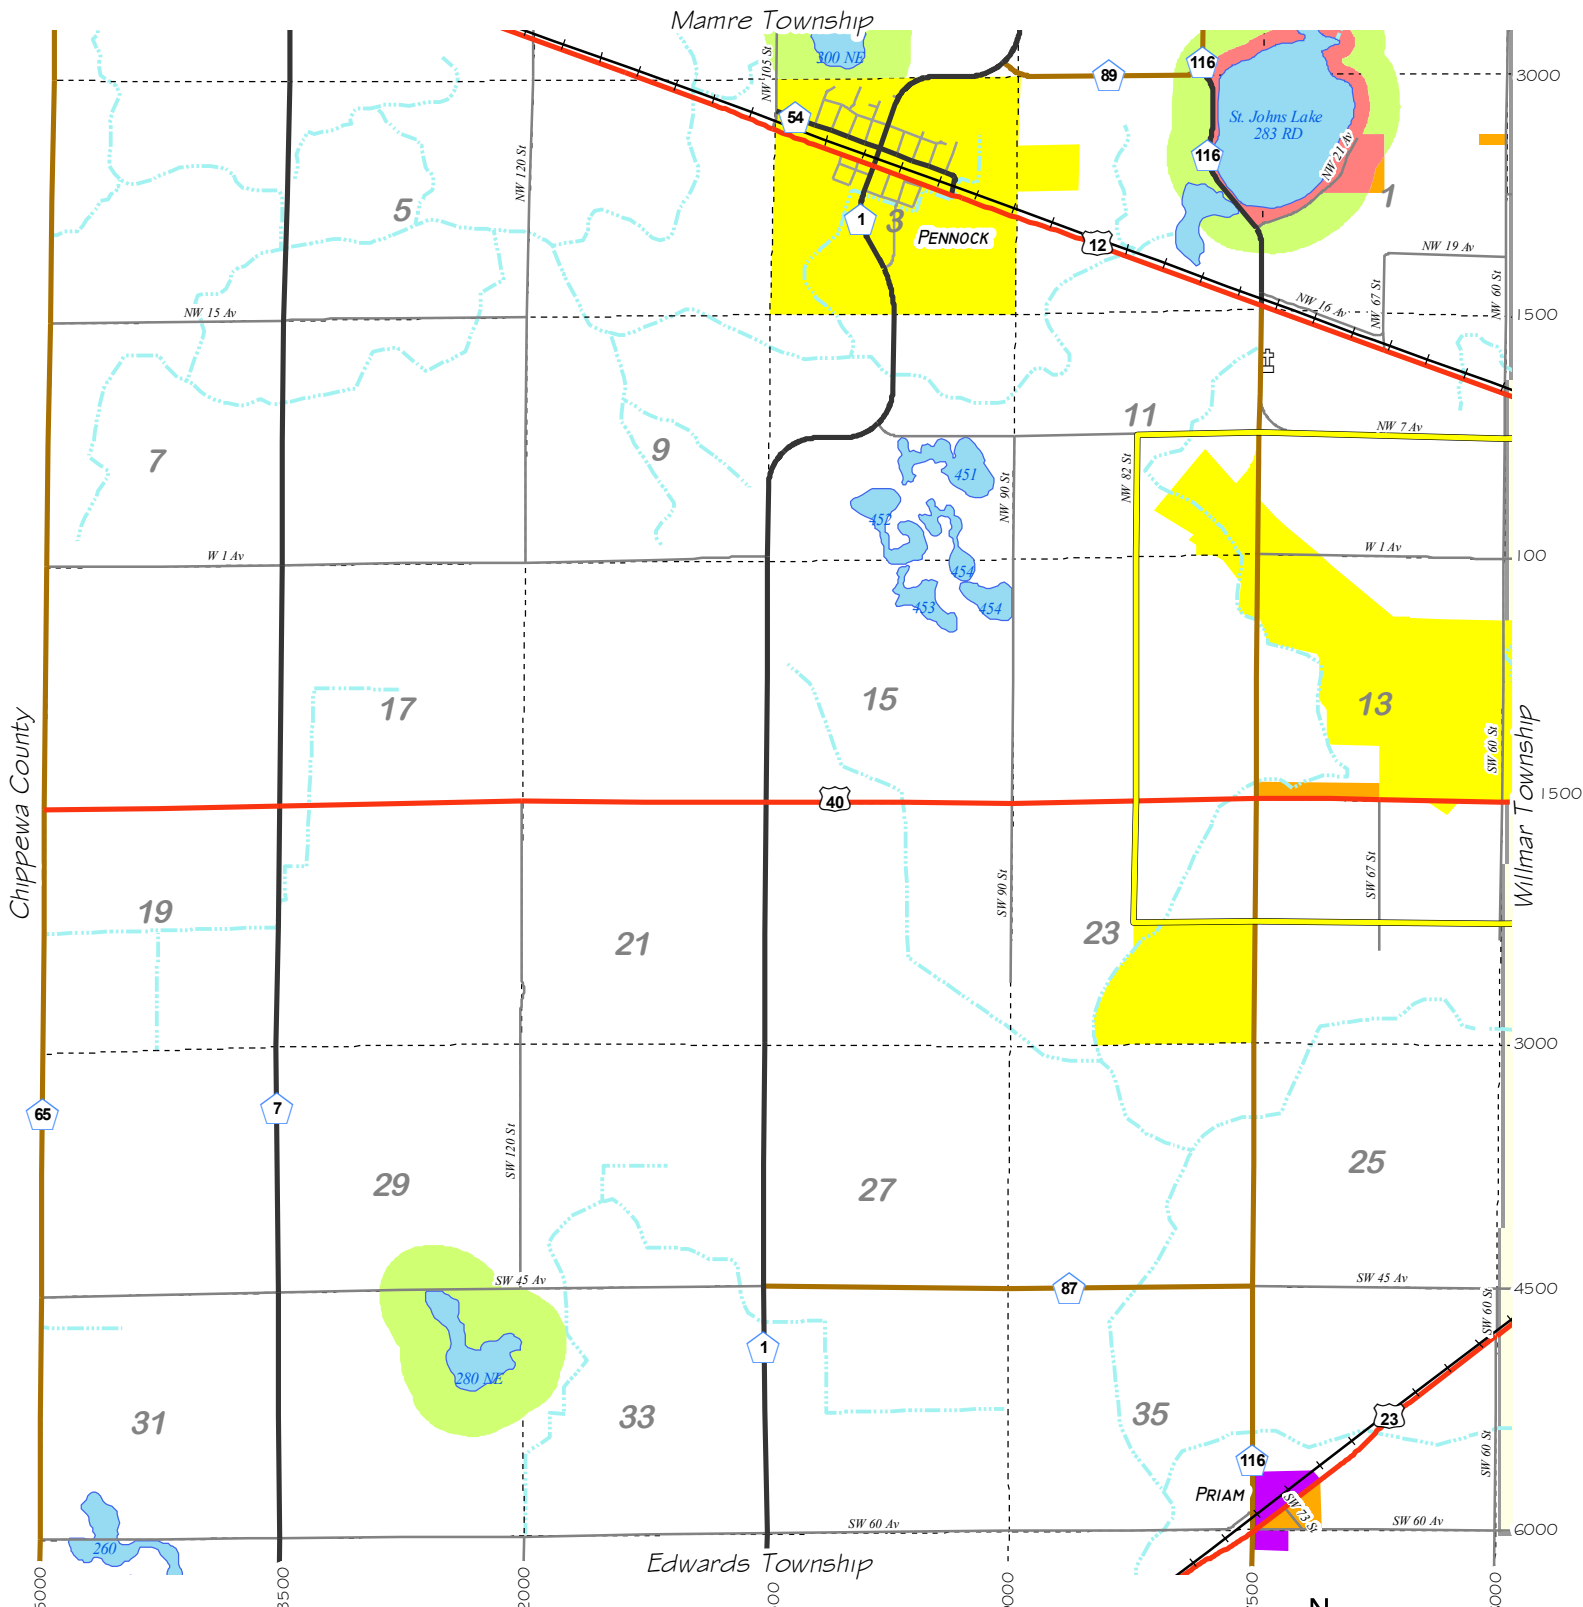 Mamre Township
300 NE
NW 105 St
116
89
3000
54
St. Johns Lake
283 RD
116
NW 21 Av
NW 120 St
5
1
3
1
PENNOCK
12
NW 19 Av
NW 67 St
NW 60 St
NW 16 Av
NW 15 Av
1500
11
NW 7 Av
7
9
451
NW 90 St
NW 82 St
452
W 1 Av
W 1 Av
100
454
453
454
17
15
13
SW 60 St
Chippewa County
Willmar Township
40
1500
SW 90 St
SW 67 St
19
21
23
3000
65
7
SW 120 St
29
27
25
SW 45 Av
87
SW 45 Av
4500
SW 60 St
1
280 NE
31
33
35
23
SW 60 St
116
PRIAM
SW 73 St
260
SW 60 Av
SW 60 Av
6000
Edwards Township